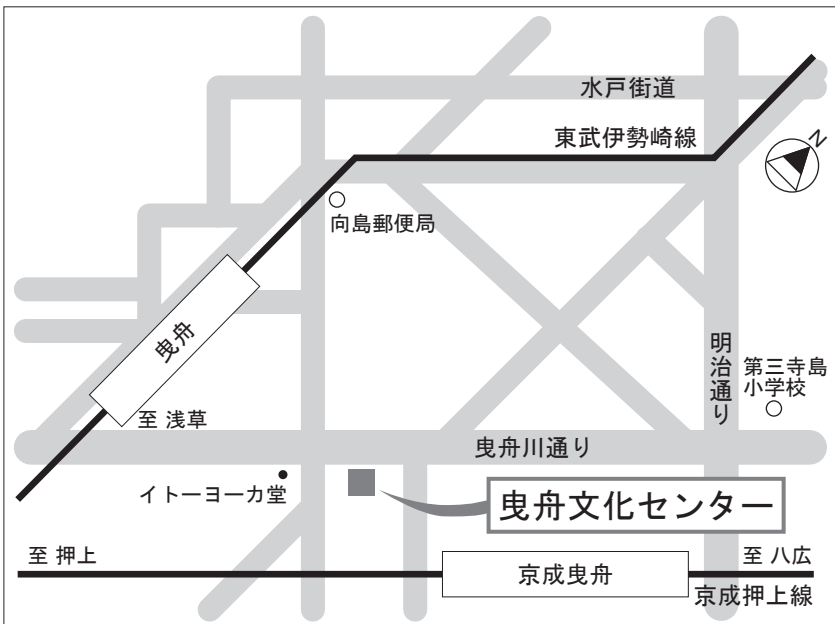 水戸街道
東武伊勢崎線
N
向島郵便局
曳舟
明治通り
第三寺島
小学校
至 浅草
曳舟川通り
イトーヨーカ堂
曳舟文化センター
至 押上
京成曳舟
至 八広
京成押上線